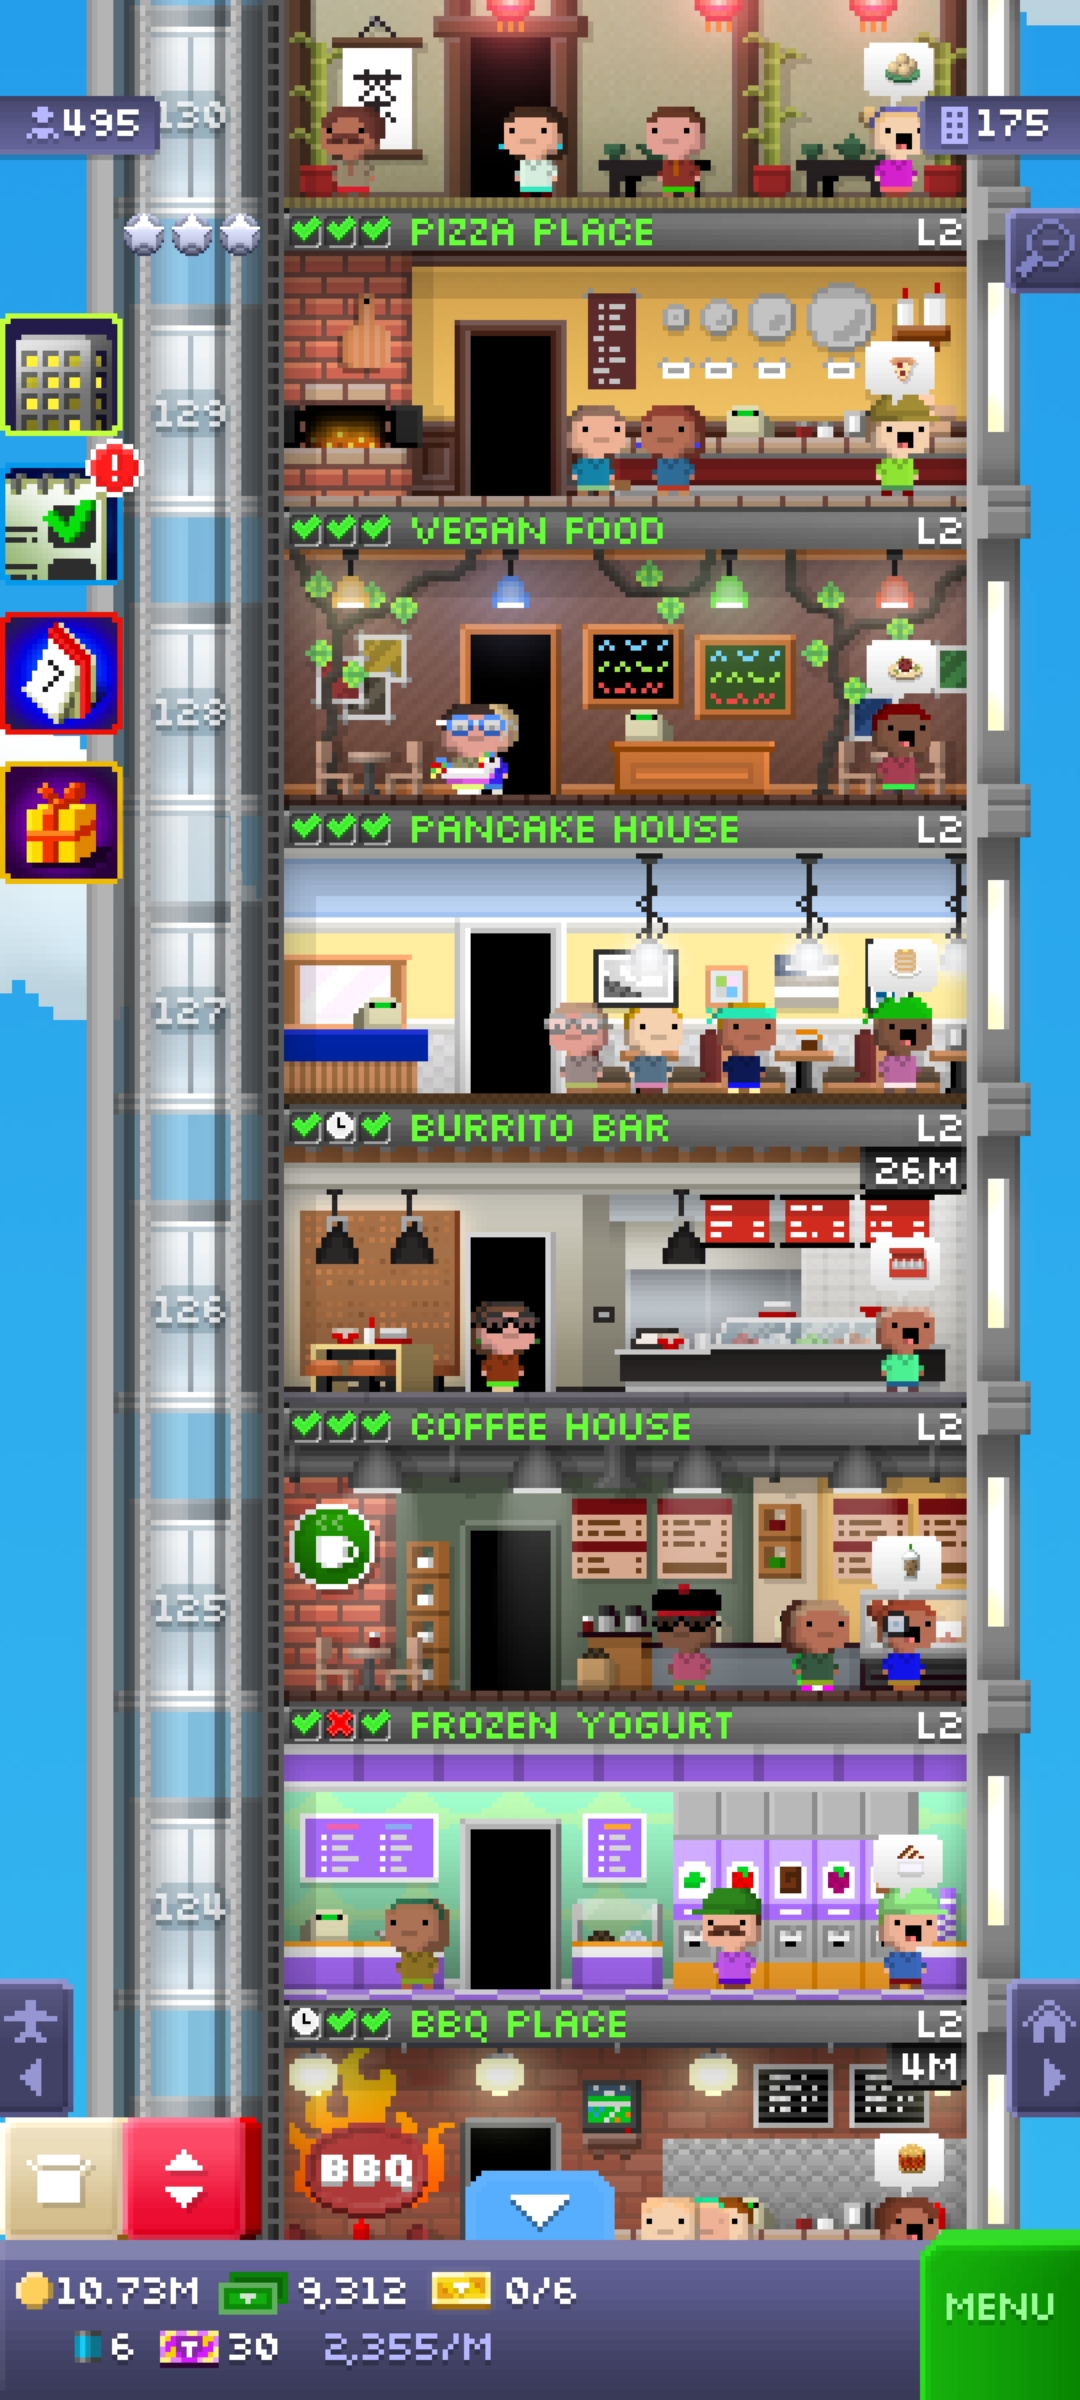 130
495
175
PIZZA PLACE L2
129
VEGAN FOOD L2
128
PANCAKE HOUSE L2
127
BURRITO BAR L2
26M
126
COFFEE HOUSE L2
125
FROZEN YOGURT L2
124
BBQ PLACE L2
4M
BBQ
10.73M 9,312 0/6
MENU
6 T 30 2,355/M